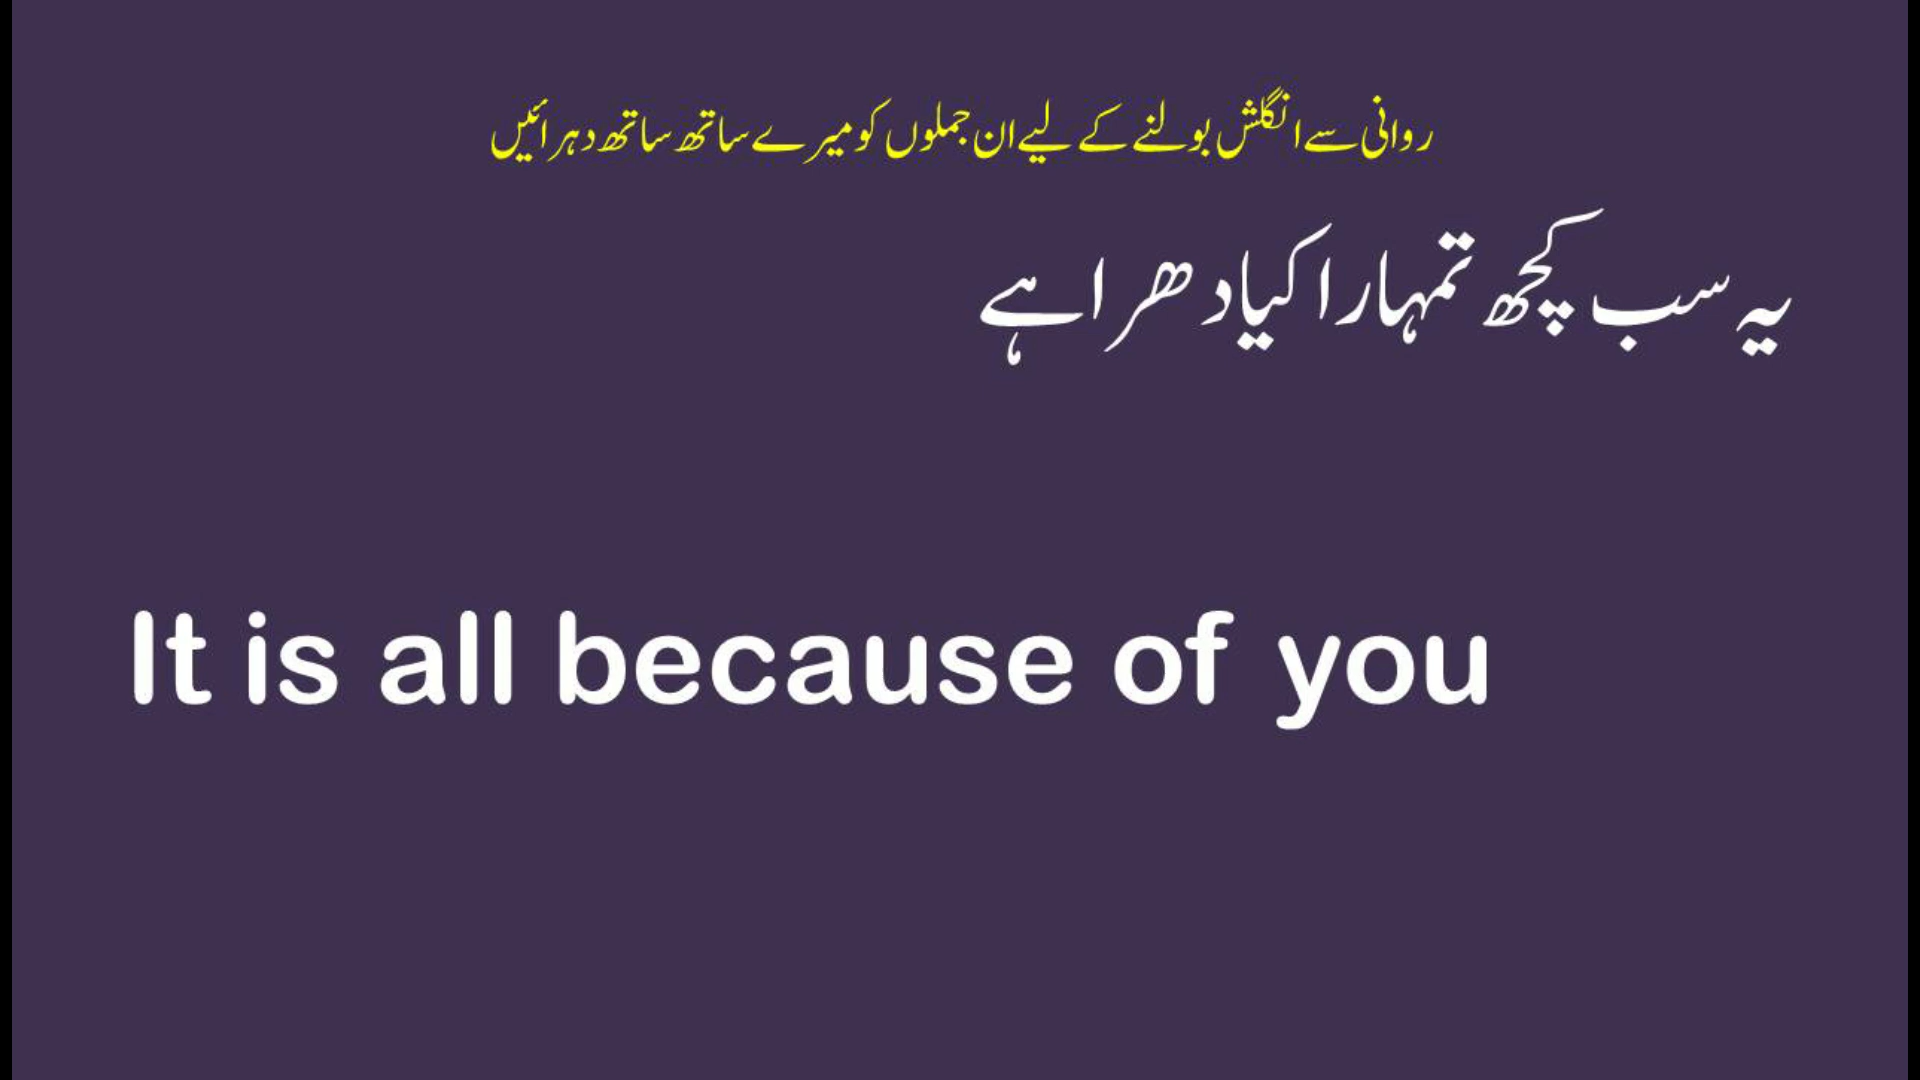 روانی سے انگلش بولنے کے لیے ان جملوں کو میرے ساتھ ساتھ دہرائیں
یہ سب کچھ تمہارا کیا دھرا ہے
It is all because of you